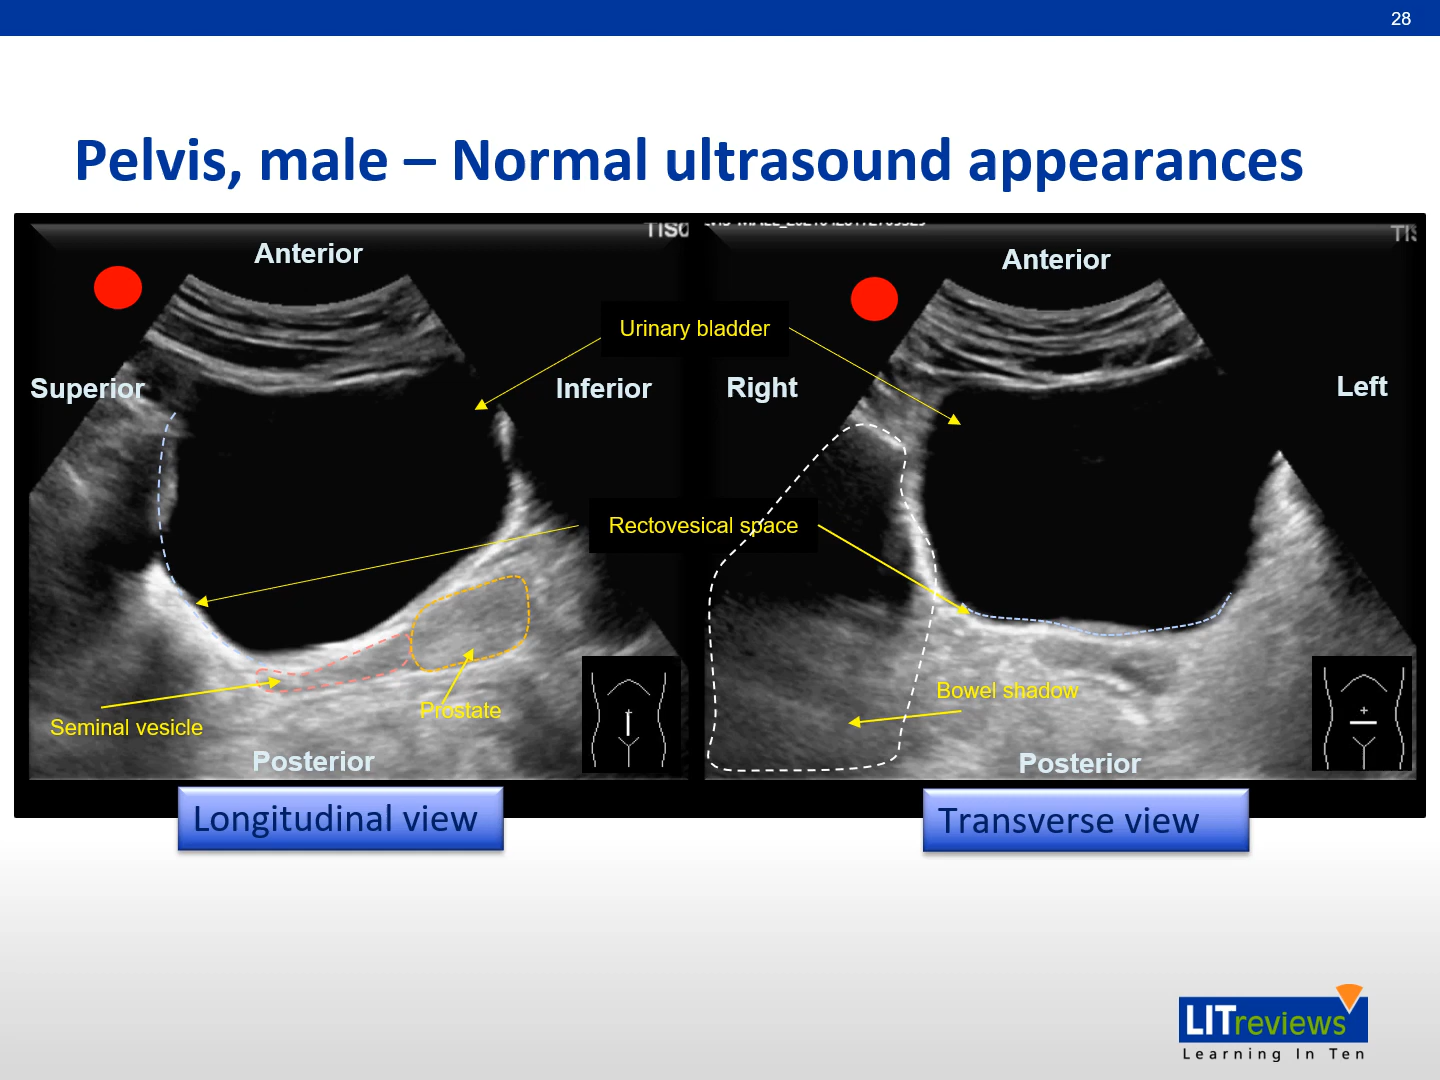 28
Pelvis, male – Normal ultrasound appearances
Anterior
Superior
Inferior
Urinary bladder
Anterior
Right
Left
Rectovesical space
Seminal vesicle
Prostate
Posterior
Bowel shadow
Posterior
Longitudinal view
Transverse view
LITreviews
Learning In Ten